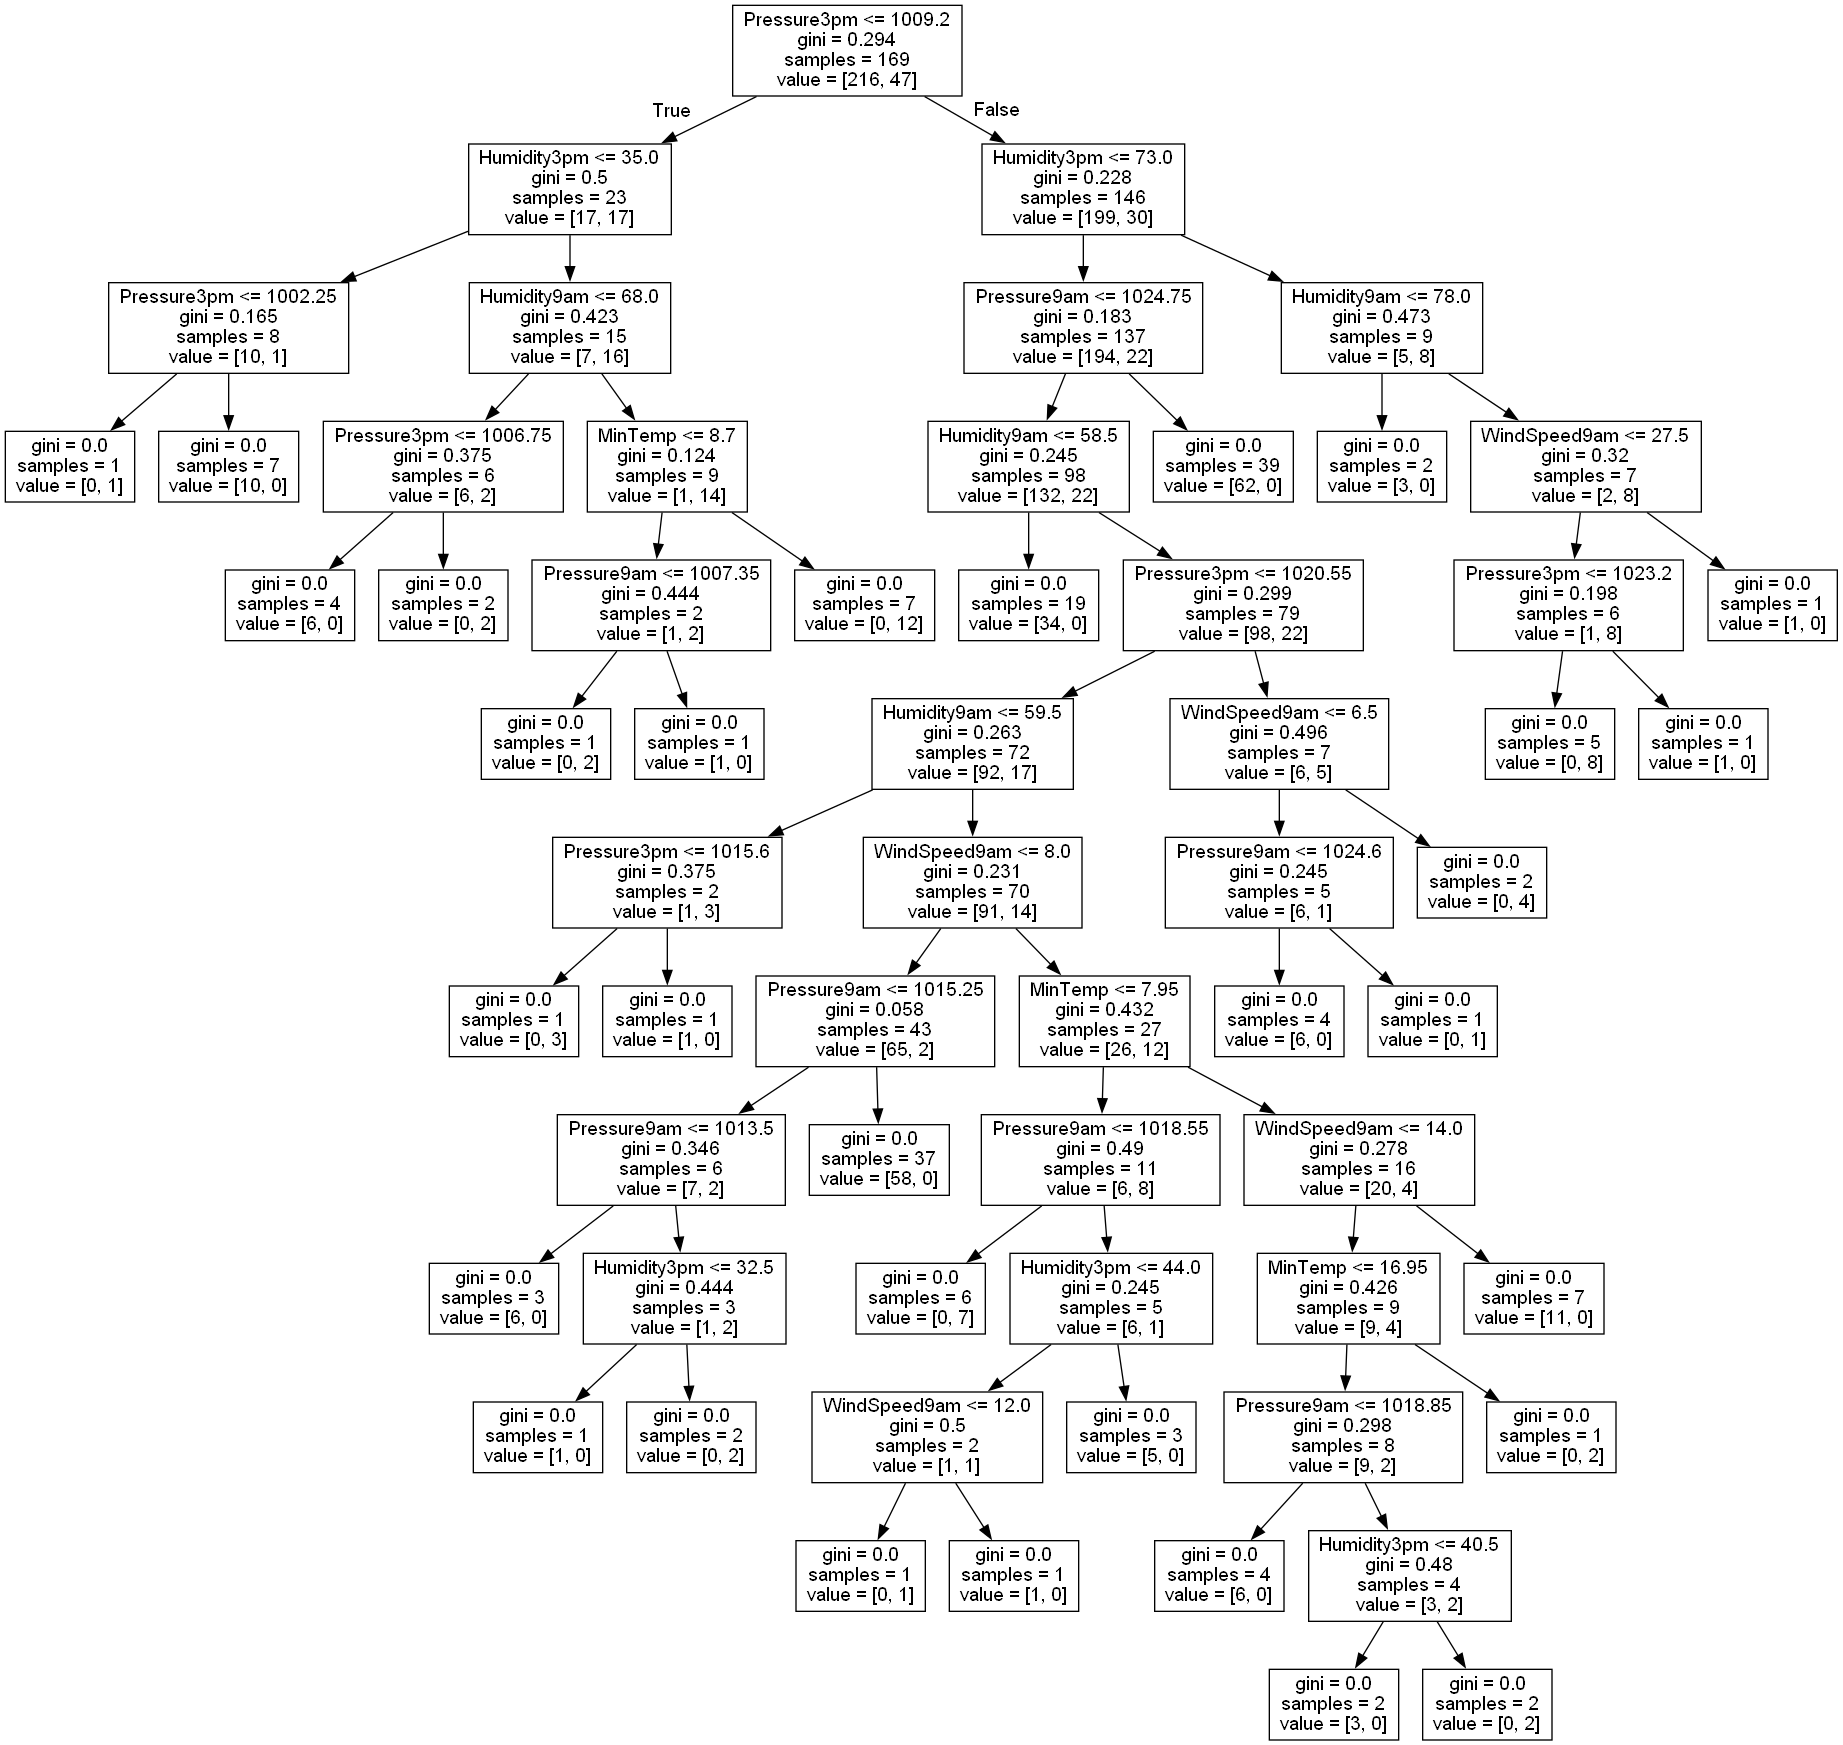 Pressure3pm <= 1009.2
gini = 0.294
samples = 169
value = [216, 47]
True
False
Humidity3pm <= 35.0
gini = 0.5
samples = 23
value = [17, 17]
Humidity3pm <= 73.0
gini = 0.228
samples = 146
value = [199, 30]
Pressure3pm <= 1002.25
gini = 0.165
samples = 8
value = [10, 1]
Humidity9am <= 68.0
gini = 0.423
samples = 15
value = [7, 16]
Pressure9am <= 1024.75
gini = 0.183
samples = 137
value = [194, 22]
Humidity9am <= 78.0
gini = 0.473
samples = 9
value = [5, 8]
gini = 0.0
samples = 1
value = [0, 1]
gini = 0.0
samples = 7
value = [10, 0]
Pressure3pm <= 1006.75
gini = 0.375
samples = 6
value = [6, 2]
MinTemp <= 8.7
gini = 0.124
samples = 9
value = [1, 14]
Humidity9am <= 58.5
gini = 0.245
samples = 98
value = [132, 22]
gini = 0.0
samples = 39
value = [62, 0]
gini = 0.0
samples = 2
value = [3, 0]
WindSpeed9am <= 27.5
gini = 0.32
samples = 7
value = [2, 8]
gini = 0.0
samples = 4
value = [6, 0]
gini = 0.0
samples = 2
value = [0, 2]
Pressure9am <= 1007.35
gini = 0.444
samples = 2
value = [1, 2]
gini = 0.0
samples = 7
value = [0, 12]
gini = 0.0
samples = 19
value = [34, 0]
Pressure3pm <= 1020.55
gini = 0.299
samples = 79
value = [98, 22]
Pressure3pm <= 1023.2
gini = 0.198
samples = 6
value = [1, 8]
gini = 0.0
samples = 1
value = [1, 0]
gini = 0.0
samples = 1
value = [0, 2]
gini = 0.0
samples = 1
value = [1, 0]
Humidity9am <= 59.5
gini = 0.263
samples = 72
value = [92, 17]
WindSpeed9am <= 6.5
gini = 0.496
samples = 7
value = [6, 5]
gini = 0.0
samples = 5
value = [0, 8]
gini = 0.0
samples = 1
value = [1, 0]
Pressure3pm <= 1015.6
gini = 0.375
samples = 2
value = [1, 3]
WindSpeed9am <= 8.0
gini = 0.231
samples = 70
value = [91, 14]
Pressure9am <= 1024.6
gini = 0.245
samples = 5
value = [6, 1]
gini = 0.0
samples = 2
value = [0, 4]
gini = 0.0
samples = 1
value = [0, 3]
gini = 0.0
samples = 1
value = [1, 0]
Pressure9am <= 1015.25
gini = 0.058
samples = 43
value = [65, 2]
MinTemp <= 7.95
gini = 0.432
samples = 27
value = [26, 12]
gini = 0.0
samples = 4
value = [6, 0]
gini = 0.0
samples = 1
value = [0, 1]
Pressure9am <= 1013.5
gini = 0.346
samples = 6
value = [7, 2]
gini = 0.0
samples = 37
value = [58, 0]
Pressure9am <= 1018.55
gini = 0.49
samples = 11
value = [6, 8]
WindSpeed9am <= 14.0
gini = 0.278
samples = 16
value = [20, 4]
gini = 0.0
samples = 3
value = [6, 0]
Humidity3pm <= 32.5
gini = 0.444
samples = 3
value = [1, 2]
gini = 0.0
samples = 6
value = [0, 7]
Humidity3pm <= 44.0
gini = 0.245
samples = 5
value = [6, 1]
MinTemp <= 16.95
gini = 0.426
samples = 9
value = [9, 4]
gini = 0.0
samples = 7
value = [11, 0]
gini = 0.0
samples = 1
value = [1, 0]
gini = 0.0
samples = 2
value = [0, 2]
WindSpeed9am <= 12.0
gini = 0.5
samples = 2
value = [1, 1]
gini = 0.0
samples = 3
value = [5, 0]
Pressure9am <= 1018.85
gini = 0.298
samples = 8
value = [9, 2]
gini = 0.0
samples = 1
value = [0, 2]
gini = 0.0
samples = 1
value = [0, 1]
gini = 0.0
samples = 1
value = [1, 0]
gini = 0.0
samples = 4
value = [6, 0]
Humidity3pm <= 40.5
gini = 0.48
samples = 4
value = [3, 2]
gini = 0.0
samples = 2
value = [3, 0]
gini = 0.0
samples = 2
value = [0, 2]